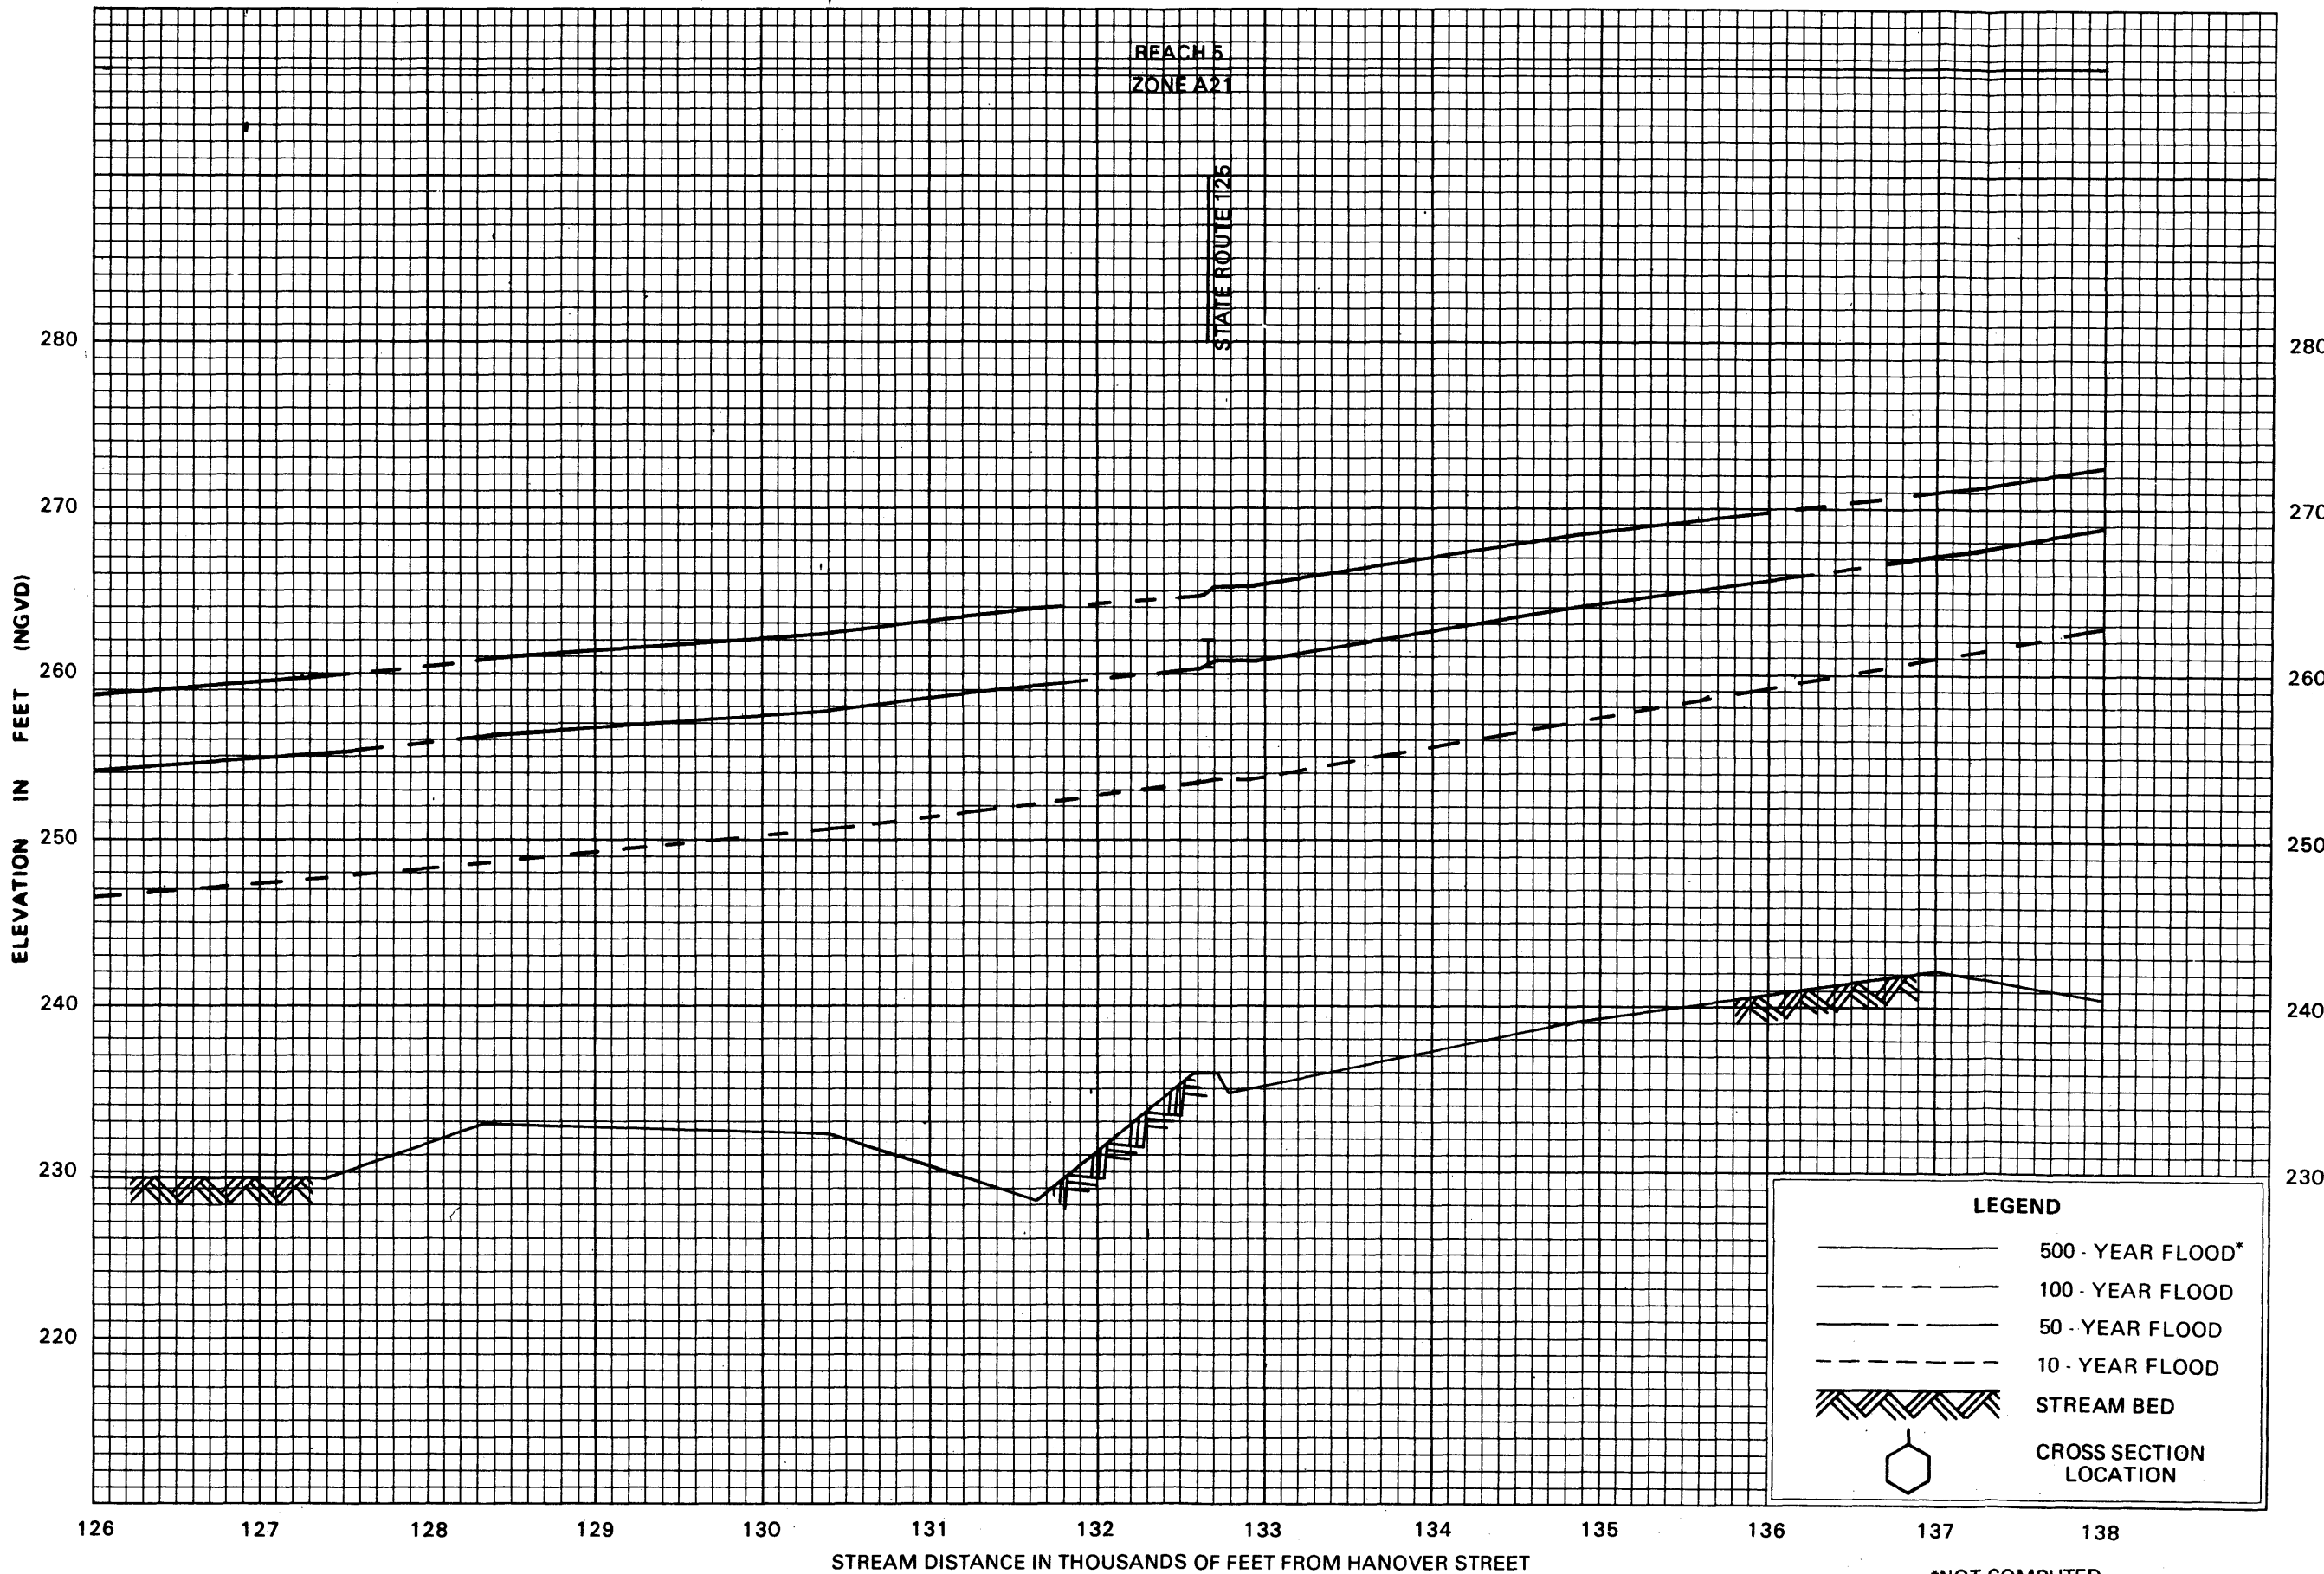 REACH 5
ZONE A21
STATE ROUTE 125
ELEVATION IN FEET (NGVD)
280
270
260
250
240
230
220
280
270
260
250
240
230
LEGEND
500 - YEAR FLOOD*
100 - YEAR FLOOD
50 - YEAR FLOOD
10 - YEAR FLOOD
STREAM BED
CROSS SECTION
LOCATION
126 127 128 129 130 131 132 133 134 135 136 137 138
STREAM DISTANCE IN THOUSANDS OF FEET FROM HANOVER STREET
*NOT COMPUTED